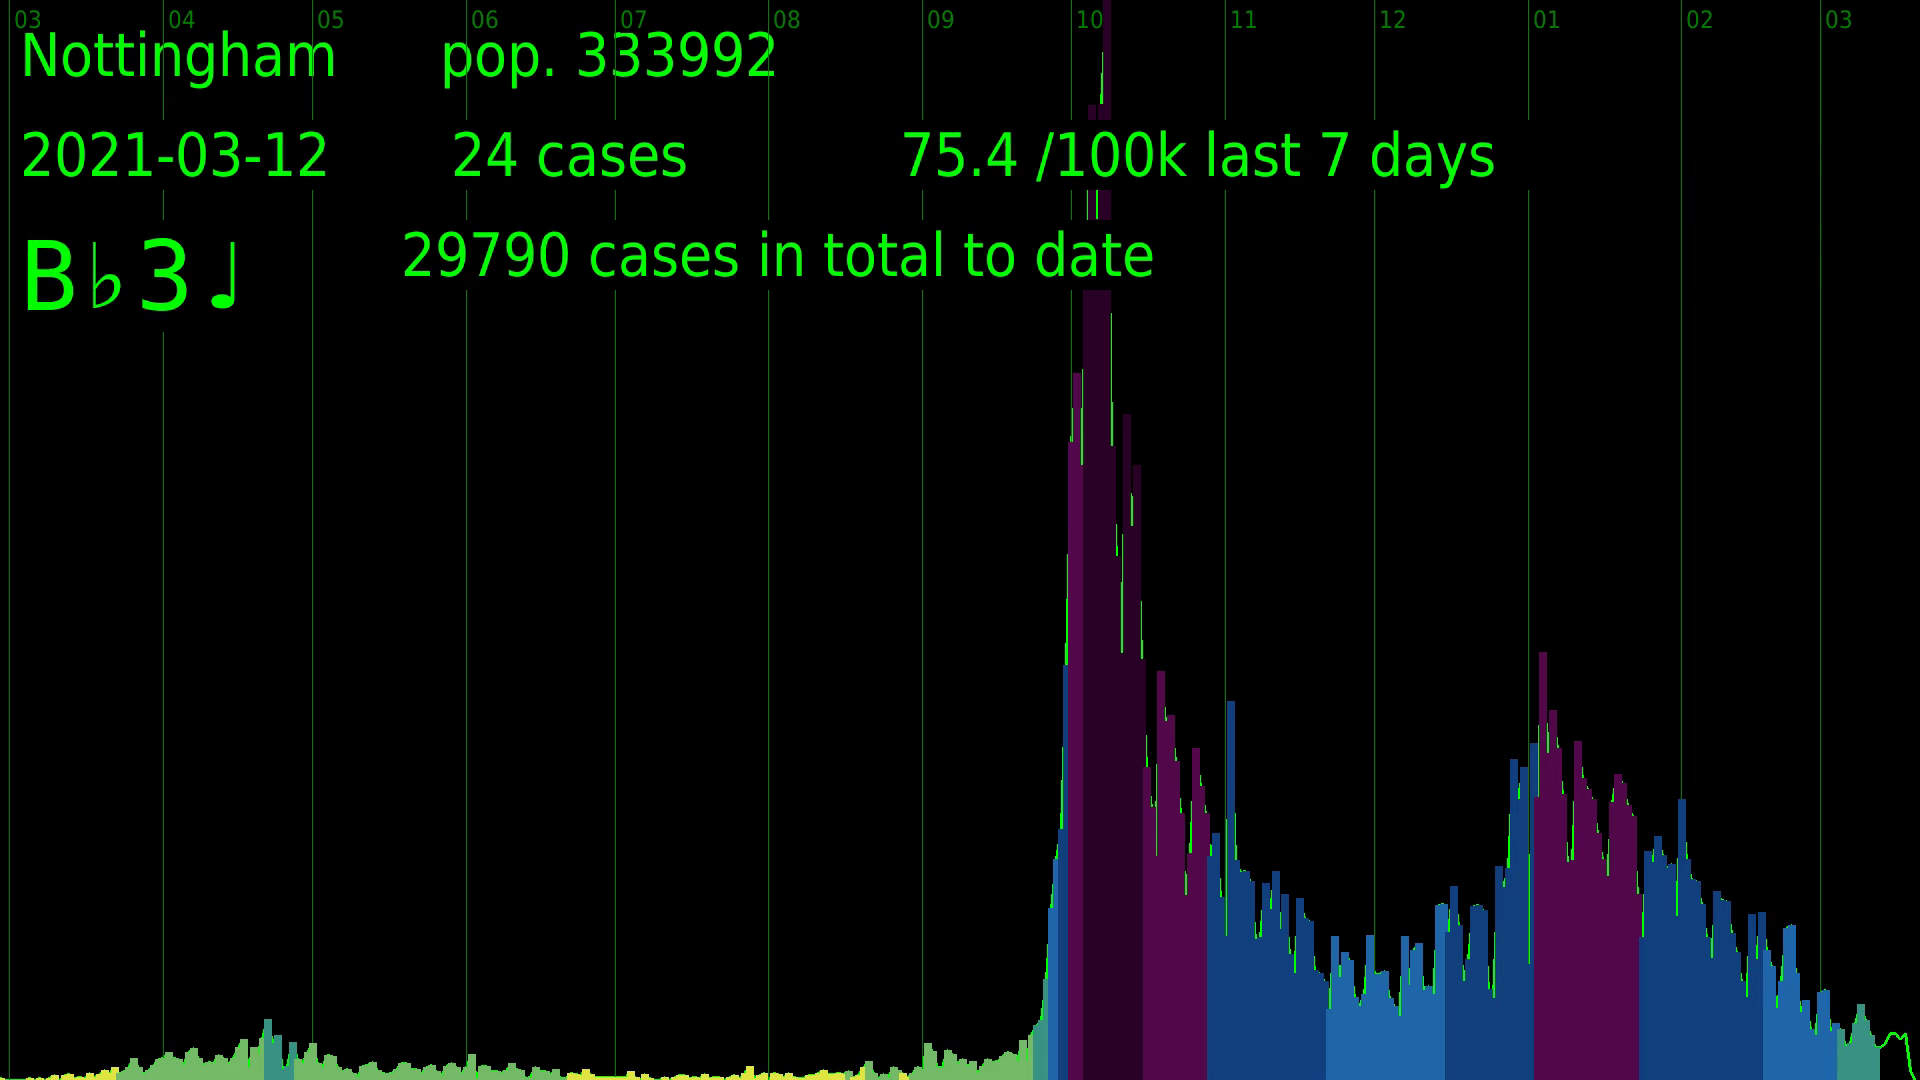 03 04 05 06 07 08 09 10 11 12 01 02 03
Nottingham pop. 333992
2021-03-12 24 cases 75.4 /100k last 7 days
B♭3♩ 29790 cases in total to date